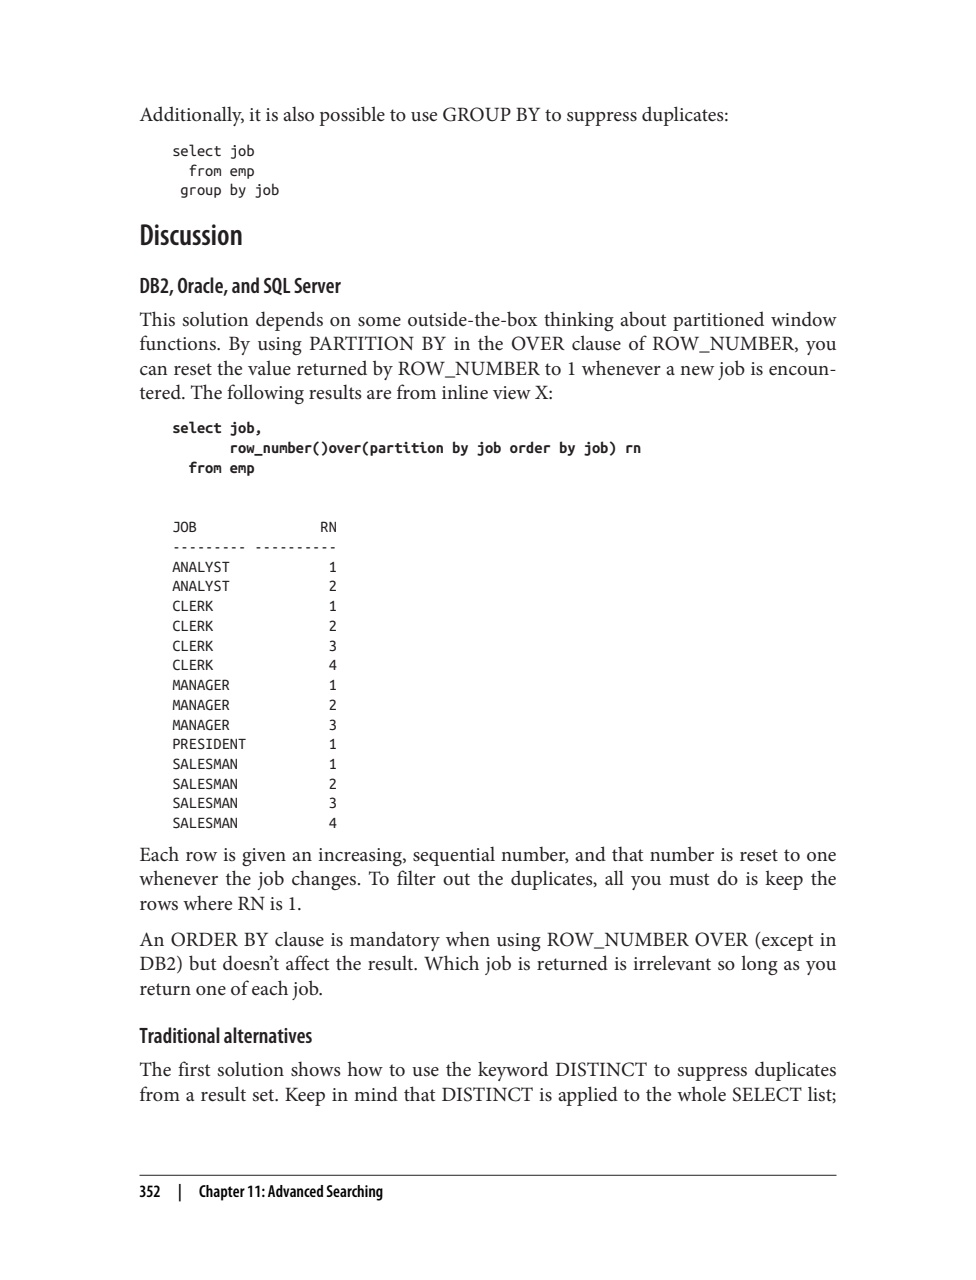 Additionally, it is also possible to use GROUP BY to suppress duplicates:
select job
from emp
group by job
Discussion
DB2, Oracle, and SQL Server
This solution depends on some outside-the-box thinking about partitioned window
functions. By using PARTITION BY in the OVER clause of ROW_NUMBER, you
can reset the value returned by ROW_NUMBER to 1 whenever a new job is encoun-
tered. The following results are from inline view X:
select job,
row_number()over(partition by job order by job) rn
from emp
JOB RN
--------- ----------
ANALYST 1
ANALYST 2
CLERK 1
CLERK 2
CLERK 3
CLERK 4
MANAGER 1
MANAGER 2
MANAGER 3
PRESIDENT 1
SALESMAN 1
SALESMAN 2
SALESMAN 3
SALESMAN 4
Each row is given an increasing, sequential number, and that number is reset to one
whenever the job changes. To filter out the duplicates, all you must do is keep the
rows where RN is 1.
An ORDER BY clause is mandatory when using ROW_NUMBER OVER (except in
DB2) but doesn’t affect the result. Which job is returned is irrelevant so long as you
return one of each job.
Traditional alternatives
The first solution shows how to use the keyword DISTINCT to suppress duplicates
from a result set. Keep in mind that DISTINCT is applied to the whole SELECT list;
352 | Chapter 11: Advanced Searching